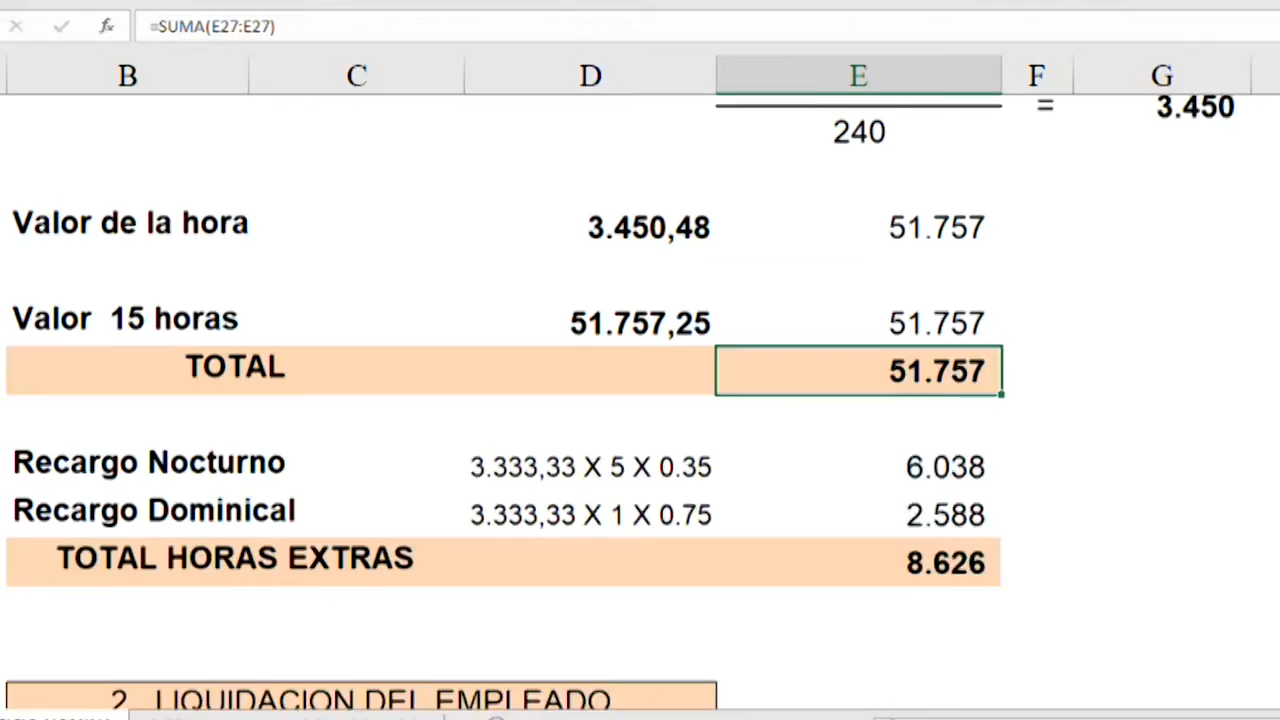 fx =SUMA(E27:E27)
B C D E F G
= 3.450
240
Valor de la hora 3.450,48 51.757
Valor 15 horas 51.757,25 51.757
TOTAL 51.757
Recargo Nocturno 3.333,33 X 5 X 0.35 6.038
Recargo Dominical 3.333,33 X 1 X 0.75 2.588
TOTAL HORAS EXTRAS 8.626
2 LIQUIDACION DEL EMPLEADO